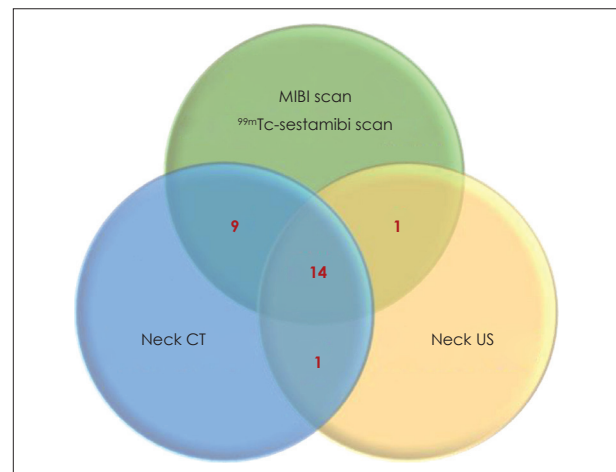 MIBI scan
⁹⁹ᵐTc-sestamibi scan
9
1
14
Neck CT
Neck US
1